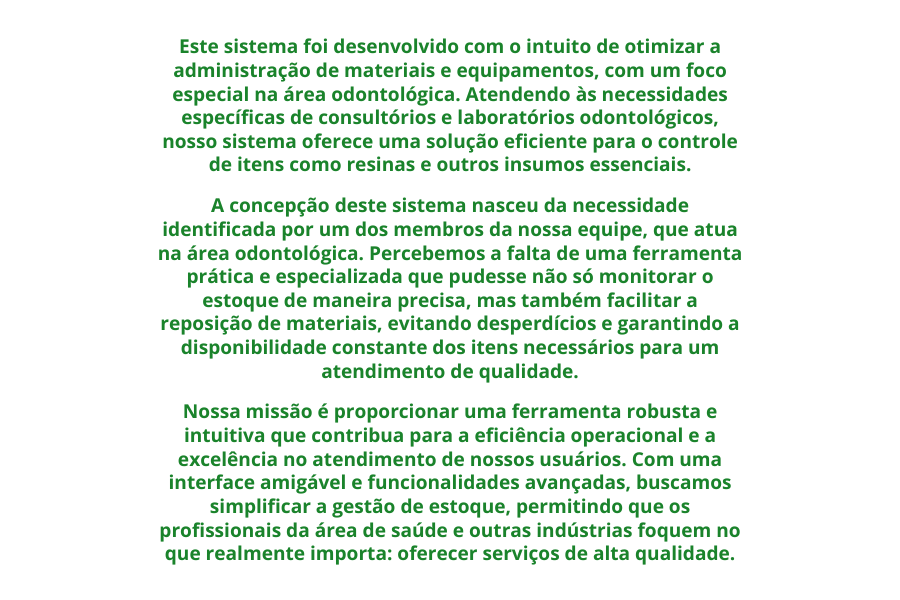 Este sistema foi desenvolvido com o intuito de otimizar a
administração de materiais e equipamentos, com um foco
especial na área odontológica. Atendendo às necessidades
específicas de consultórios e laboratórios odontológicos,
nosso sistema oferece uma solução eficiente para o controle
de itens como resinas e outros insumos essenciais.
A concepção deste sistema nasceu da necessidade
identificada por um dos membros da nossa equipe, que atua
na área odontológica. Percebemos a falta de uma ferramenta
prática e especializada que pudesse não só monitorar o
estoque de maneira precisa, mas também facilitar a
reposição de materiais, evitando desperdícios e garantindo a
disponibilidade constante dos itens necessários para um
atendimento de qualidade.
Nossa missão é proporcionar uma ferramenta robusta e
intuitiva que contribua para a eficiência operacional e a
excelência no atendimento de nossos usuários. Com uma
interface amigável e funcionalidades avançadas, buscamos
simplificar a gestão de estoque, permitindo que os
profissionais da área de saúde e outras indústrias foquem no
que realmente importa: oferecer serviços de alta qualidade.